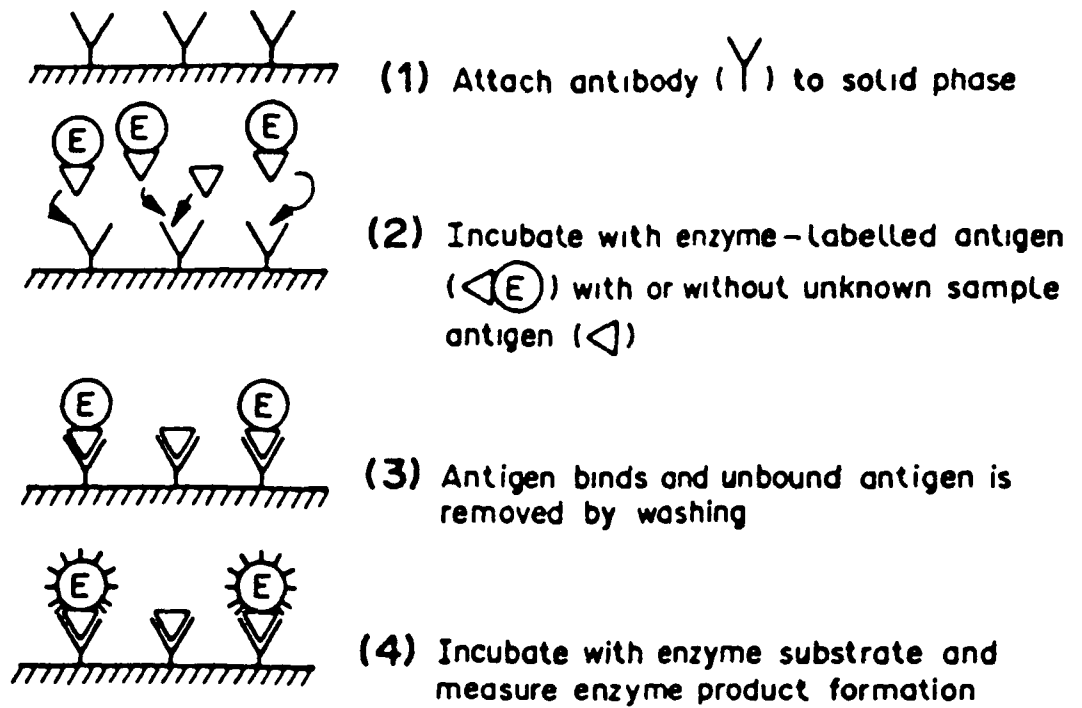 (1) Attach antibody (Y) to solid phase
E E E
(2) Incubate with enzyme-labelled antigen
(E) with or without unknown sample
antigen ( )
E E
(3) Antigen binds and unbound antigen is
removed by washing
E E
(4) Incubate with enzyme substrate and
measure enzyme product formation